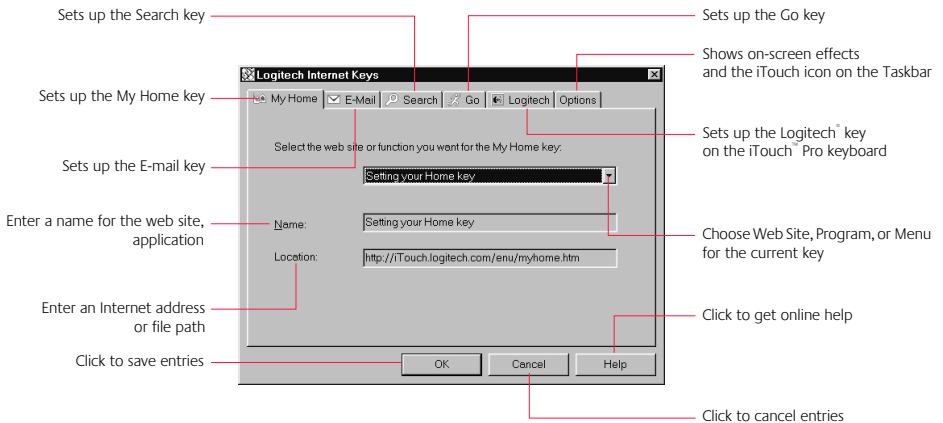 Sets up the Search key
Sets up the Go key
Shows on-screen effects
and the iTouch icon on the Taskbar
Logitech Internet Keys
Sets up the My Home key
My Home
E-Mail
Search
Go
Logitech
Options
Sets up the Logitech® key
on the iTouch™ Pro keyboard
Select the web site or function you want for the My Home key:
Sets up the E-mail key
Setting your Home key
Enter a name for the web site,
application
Name:
Setting your Home key
Choose Web Site, Program, or Menu
for the current key
Location:
http://iTouch.logitech.com/enu/myhome.htm
Enter an Internet address
or file path
Click to get online help
Click to save entries
OK
Cancel
Help
Click to cancel entries